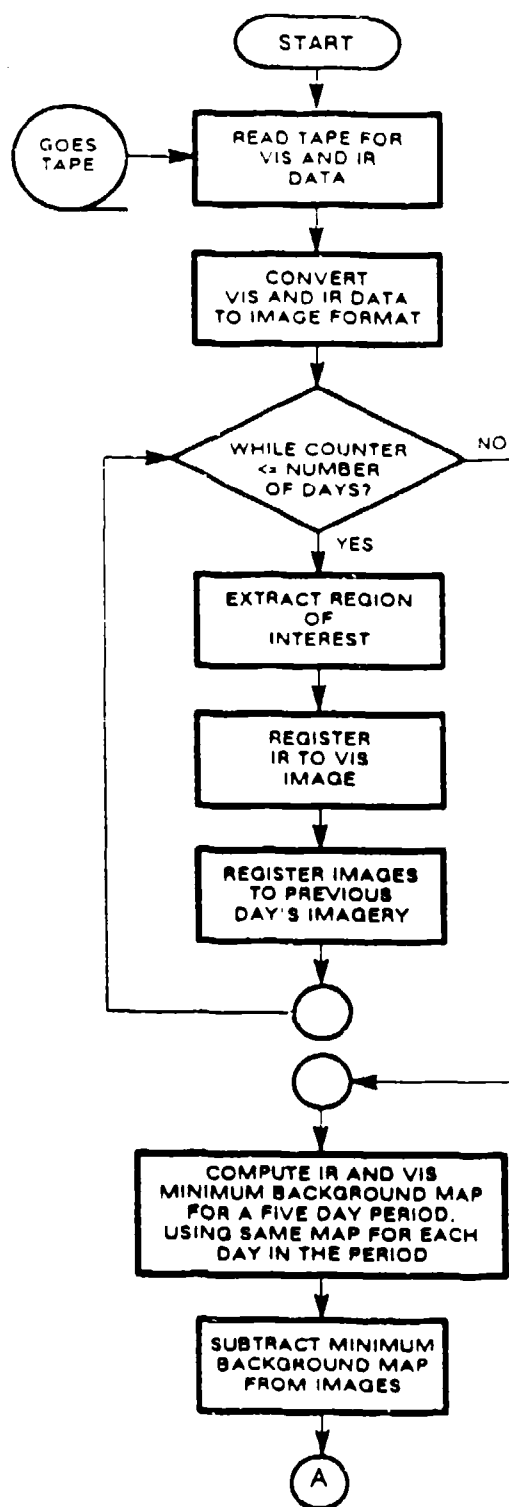 START
GOES
TAPE
READ TAPE FOR
VIS AND IR
DATA
CONVERT
VIS AND IR DATA
TO IMAGE FORMAT
WHILE COUNTER
<= NUMBER
OF DAYS?
NO
YES
EXTRACT REGION
OF
INTEREST
REGISTER
IR TO VIS
IMAGE
REGISTER IMAGES
TO PREVIOUS
DAY'S IMAGERY
COMPUTE IR AND VIS
MINIMUM BACKGROUND MAP
FOR A FIVE DAY PERIOD.
USING SAME MAP FOR EACH
DAY IN THE PERIOD
SUBTRACT MINIMUM
BACKGROUND MAP
FROM IMAGES
A